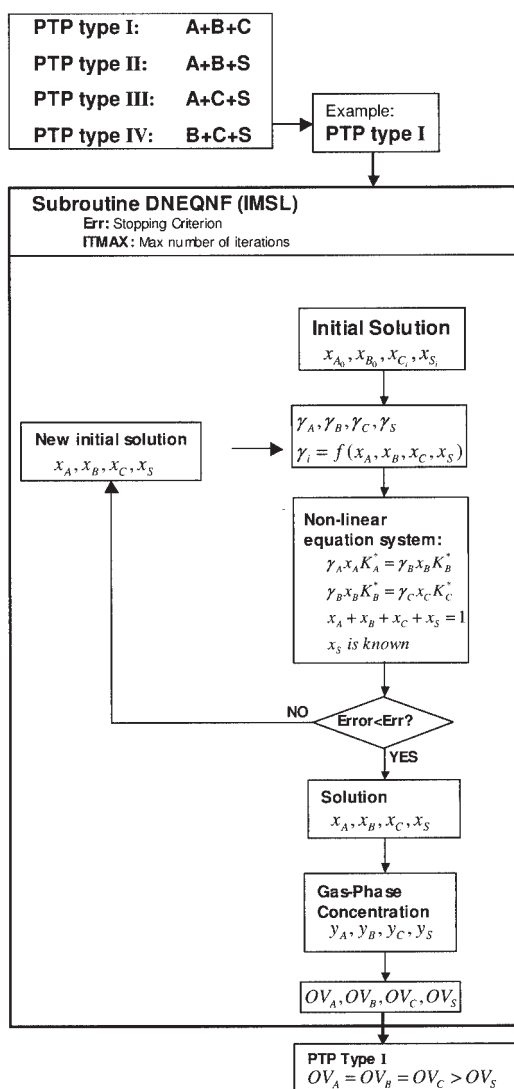 PTP type I: A+B+C
PTP type II: A+B+S
PTP type III: A+C+S
PTP type IV: B+C+S
Example:
PTP type I
Subroutine DNEQNF (IMSL)
Err: Stopping Criterion
ITMAX: Max number of iterations
Initial Solution
x_{A_0}, x_{B_0}, x_{C_i}, x_{S_i}
γ_A, γ_B, γ_C, γ_S
γ_i = f(x_A, x_B, x_C, x_S)
New initial solution
x_A, x_B, x_C, x_S
Non-linear
equation system:
γ_A x_A K_A^* = γ_B x_B K_B^*
γ_B x_B K_B^* = γ_C x_C K_C^*
x_A + x_B + x_C + x_S = 1
x_S is known
NO
Error<Err?
YES
Solution
x_A, x_B, x_C, x_S
Gas-Phase
Concentration
y_A, y_B, y_C, y_S
OV_A, OV_B, OV_C, OV_S
PTP Type I
OV_A = OV_B = OV_C > OV_S